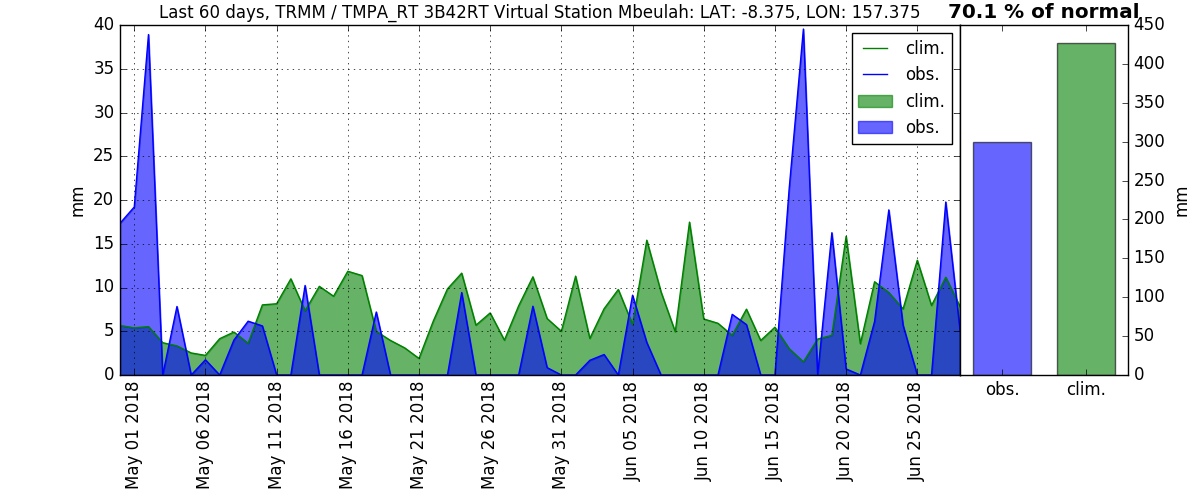 Last 60 days, TRMM / TMPA_RT 3B42RT Virtual Station Mbeulah: LAT: -8.375, LON: 157.375
70.1 % of normal
40
35
30
25
20
15
10
5
0
mm
clim.
obs.
clim.
obs.
450
400
350
300
250
200
150
100
50
0
mm
May 01 2018
May 06 2018
May 11 2018
May 16 2018
May 21 2018
May 26 2018
May 31 2018
Jun 05 2018
Jun 10 2018
Jun 15 2018
Jun 20 2018
Jun 25 2018
obs.
clim.